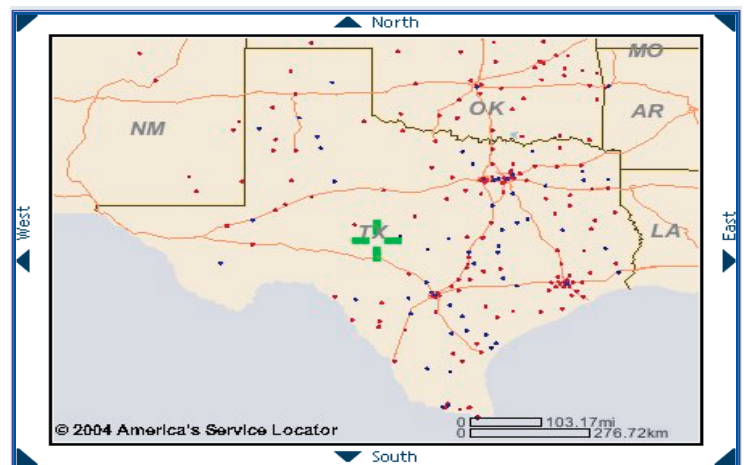 North
MO
OK
AR
NM
West
TX
LA
East
© 2004 America's Service Locator
0 103.17mi
0 276.72km
South